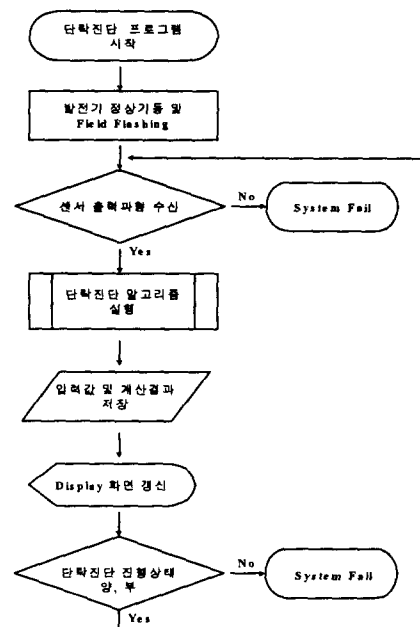 단락진단 프로그램
시작
발전기 정상기동 및
Field Flashing
센서 출력파형 수신
No
System Fail
Yes
단락진단 알고리즘
실행
입력값 및 계산결과
저장
Display 화면 갱신
단락진단 진행상태
양, 부
No
System Fail
Yes